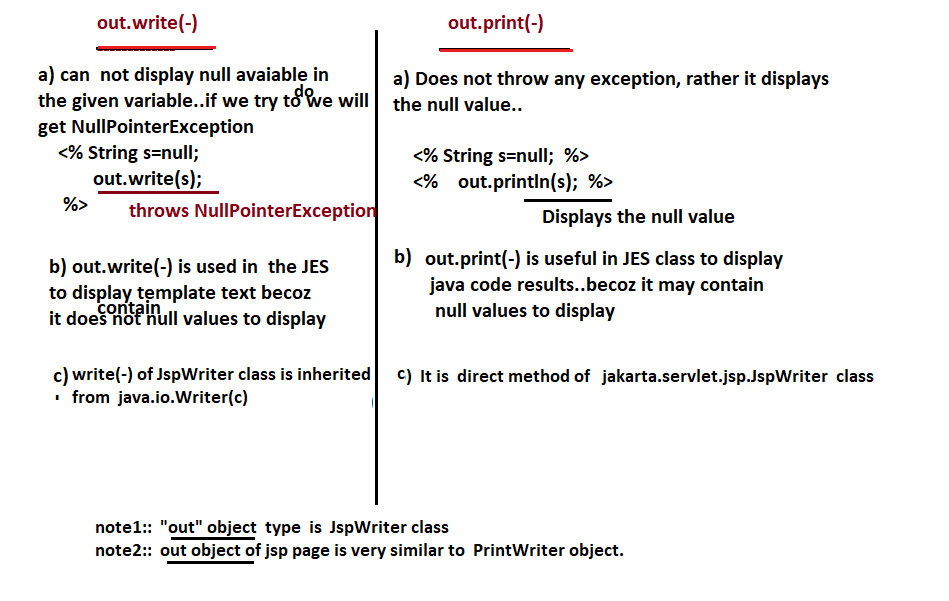 out.write(-)
a) can not display null avaiable in
the given variable..if we try to do we will
get NullPointerException
<% String s=null;
out.write(s);
%>
throws NullPointerException
b) out.write(-) is used in the JES
to display template text becoz
it does not contain null values to display
c) write(-) of JspWriter class is inherited
from java.io.Writer(c)
out.print(-)
a) Does not throw any exception, rather it displays
the null value..
<% String s=null; %>
<% out.println(s); %>
Displays the null value
b) out.print(-) is useful in JES class to display
java code results..becoz it may contain
null values to display
c) It is direct method of jakarta.servlet.jsp.JspWriter class
note1:: "out" object type is JspWriter class
note2:: out object of jsp page is very similar to PrintWriter object.